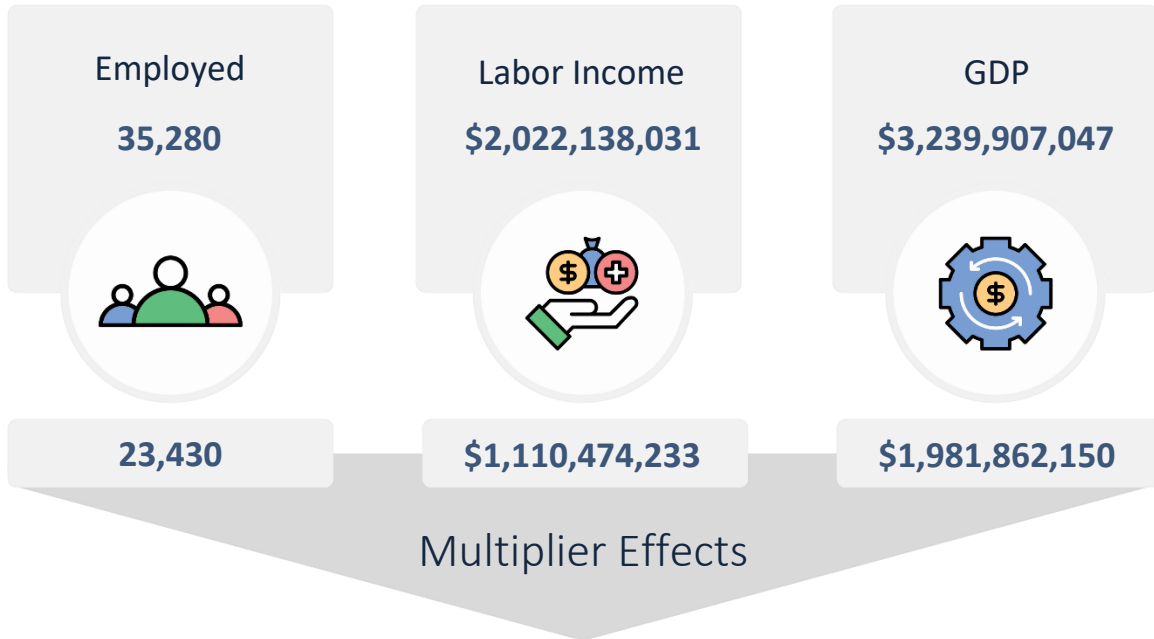 Employed
35,280
Labor Income
$2,022,138,031
GDP
$3,239,907,047
$
$
23,430
$1,110,474,233
$1,981,862,150
Multiplier Effects